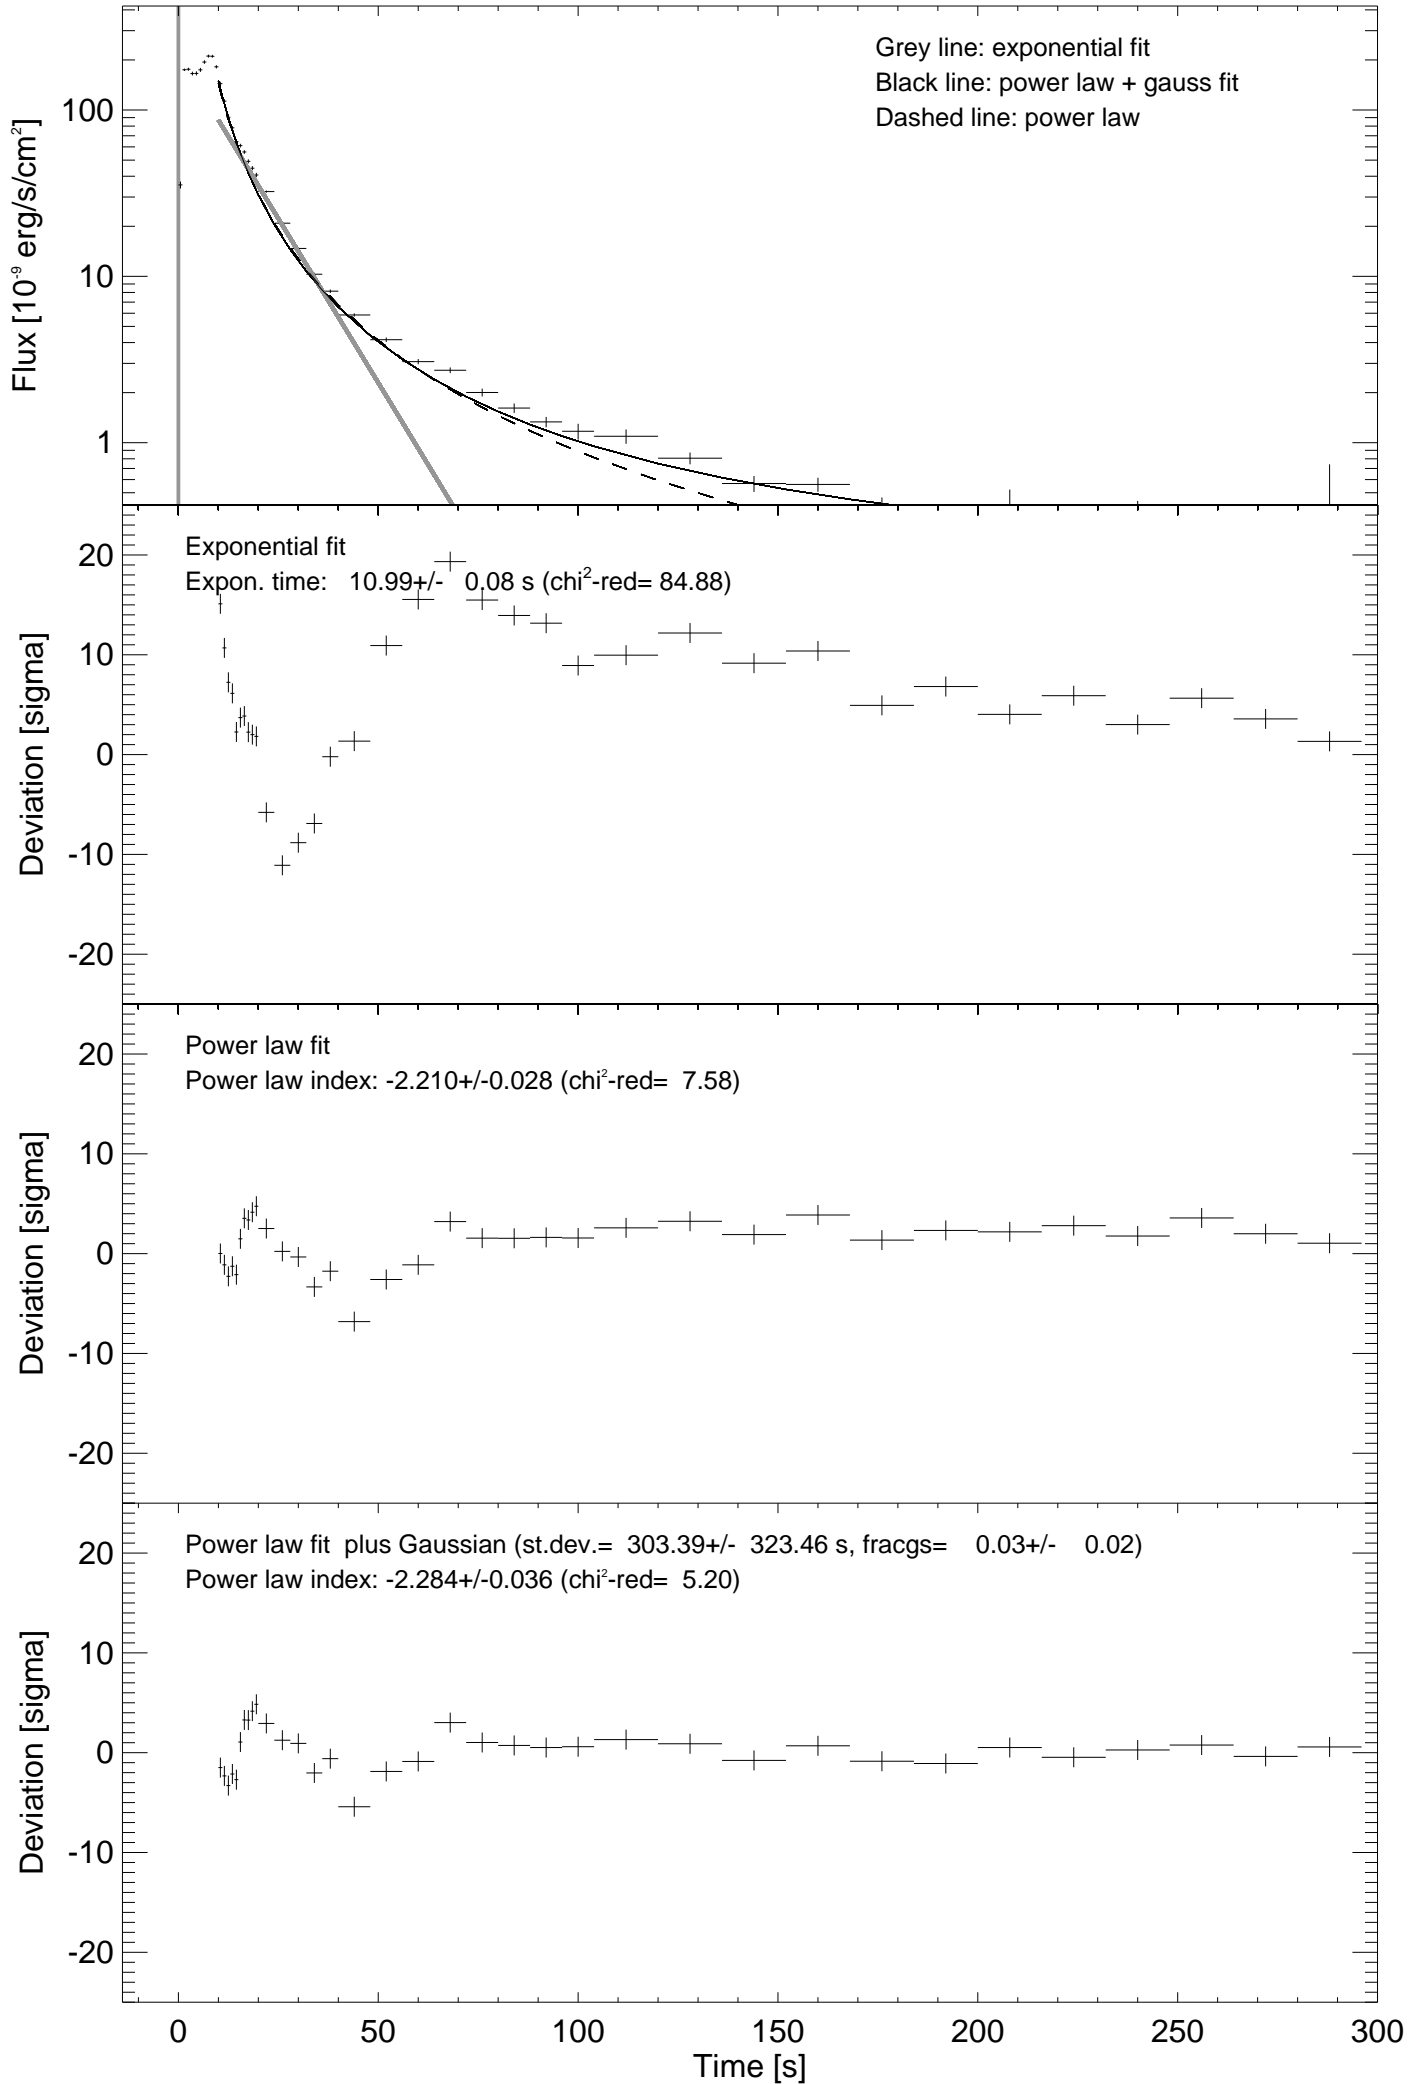 Grey line: exponential fit
Black line: power law + gauss fit
Dashed line: power law
100
10
1
Flux [10⁻⁹ erg/s/cm²]
Exponential fit
Expon. time: 10.99+/- 0.08 s (chi²-red= 84.88)
20
10
0
-10
-20
Deviation [sigma]
Power law fit
Power law index: -2.210+/-0.028 (chi²-red= 7.58)
20
10
0
-10
-20
Deviation [sigma]
Power law fit plus Gaussian (st.dev.= 303.39+/- 323.46 s, fracgs= 0.03+/- 0.02)
Power law index: -2.284+/-0.036 (chi²-red= 5.20)
20
10
0
-10
-20
Deviation [sigma]
0 50 100 150 200 250 300
Time [s]